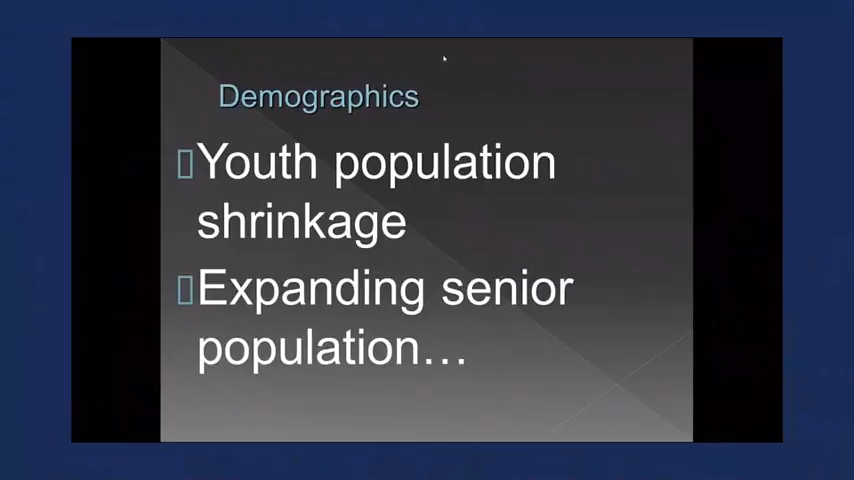 Demographics
Youth population
shrinkage
Expanding senior
population…